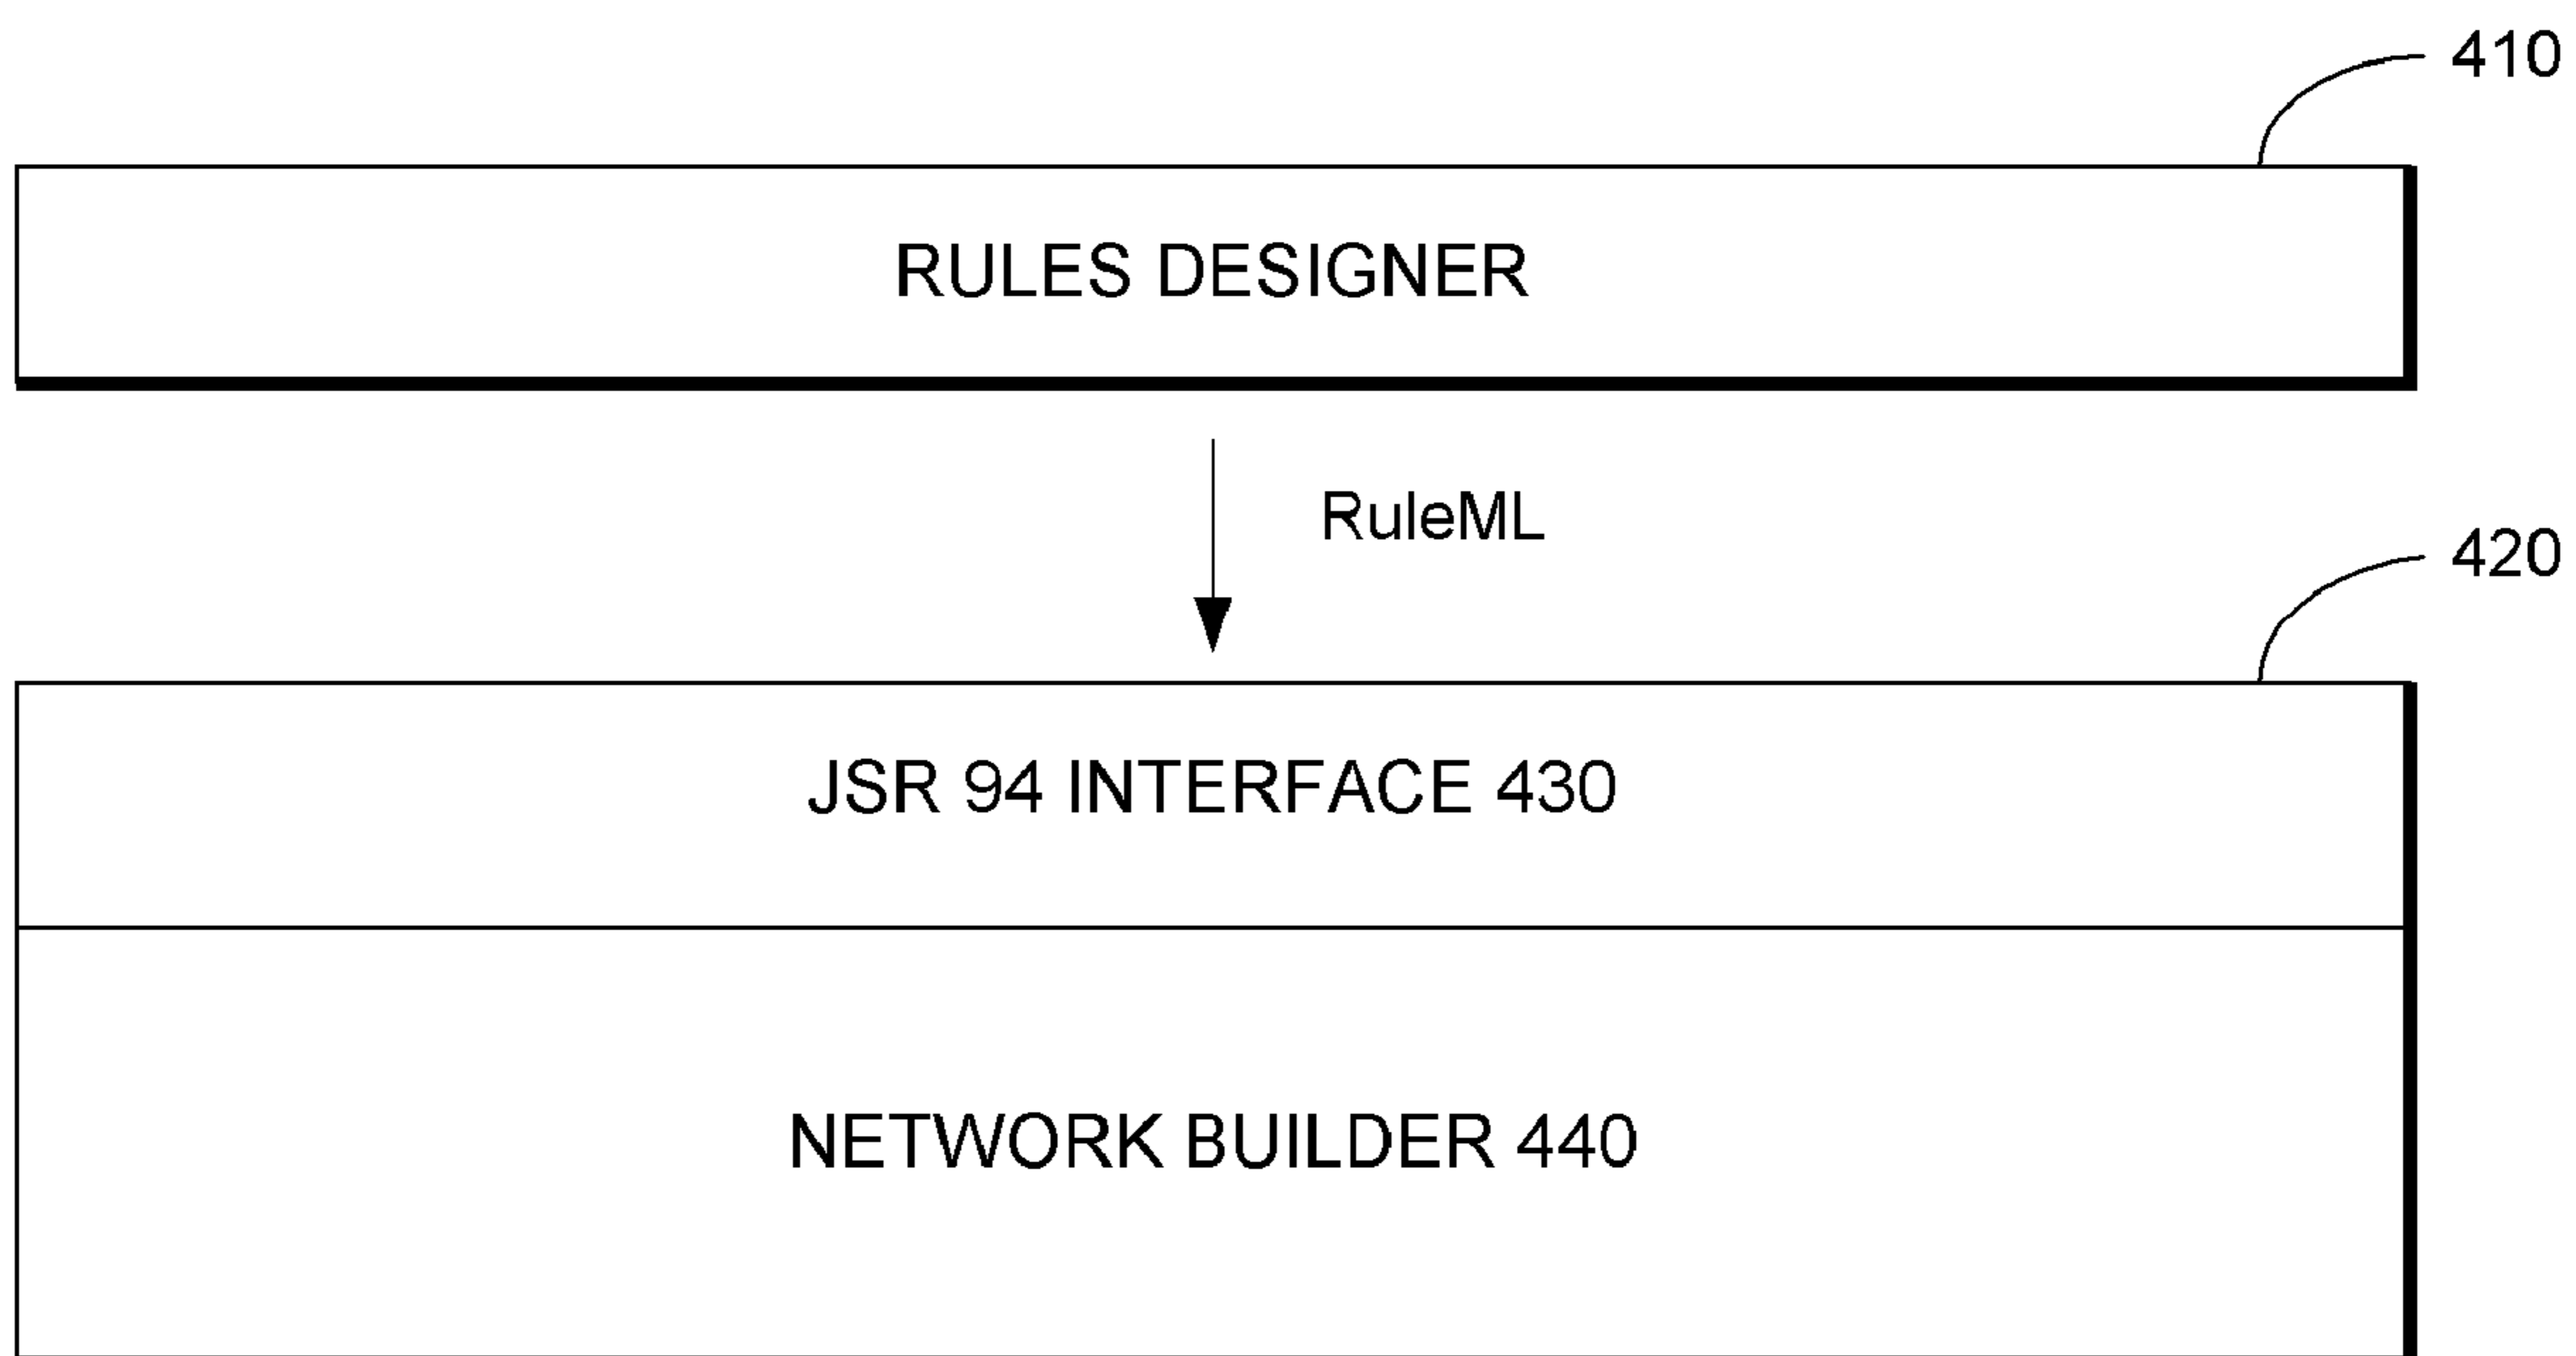 410
RULES DESIGNER
RuleML
420
JSR 94 INTERFACE 430
NETWORK BUILDER 440